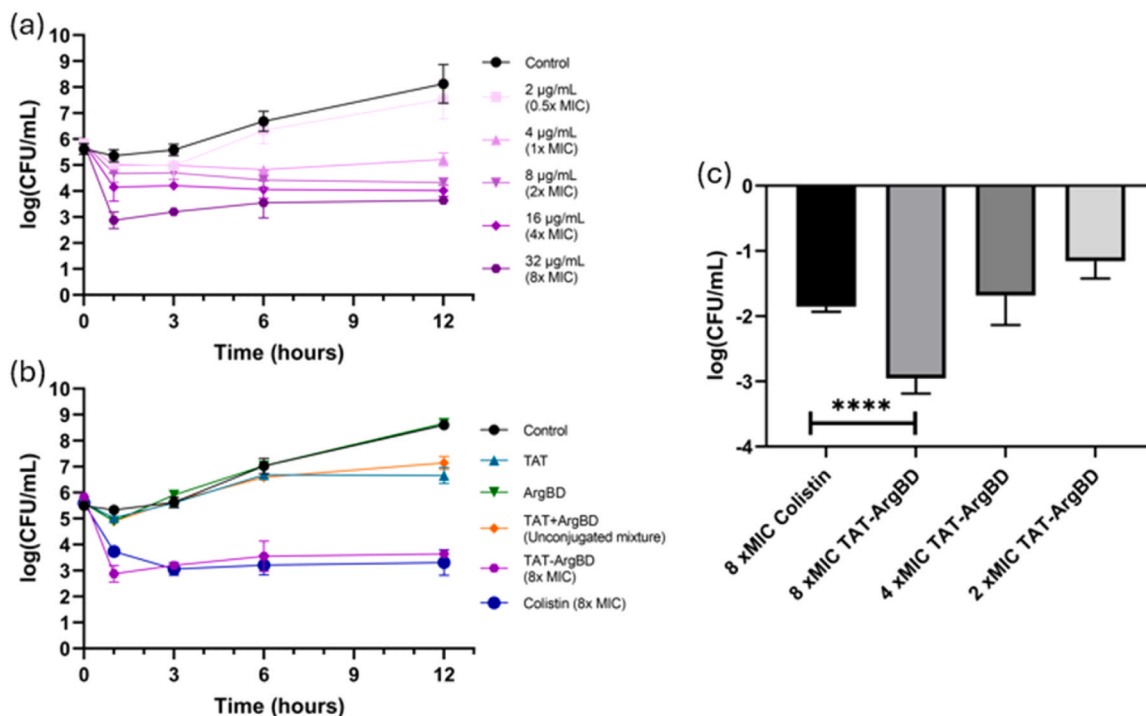 (a)
log(CFU/mL)
10
9
8
7
6
5
4
3
2
1
0
0
3
6
9
12
Time (hours)
Control
2 µg/mL
(0.5x MIC)
4 µg/mL
(1x MIC)
8 µg/mL
(2x MIC)
16 µg/mL
(4x MIC)
32 µg/mL
(8x MIC)
(b)
log(CFU/mL)
10
9
8
7
6
5
4
3
2
1
0
0
3
6
9
12
Time (hours)
Control
TAT
ArgBD
TAT+ArgBD
(Unconjugated mixture)
TAT-ArgBD
(8x MIC)
Colistin (8x MIC)
(c)
log(CFU/mL)
0
-1
-2
-3
-4
****
8 xMIC Colistin
8 xMIC TAT-ArgBD
4 xMIC TAT-ArgBD
2 xMIC TAT-ArgBD